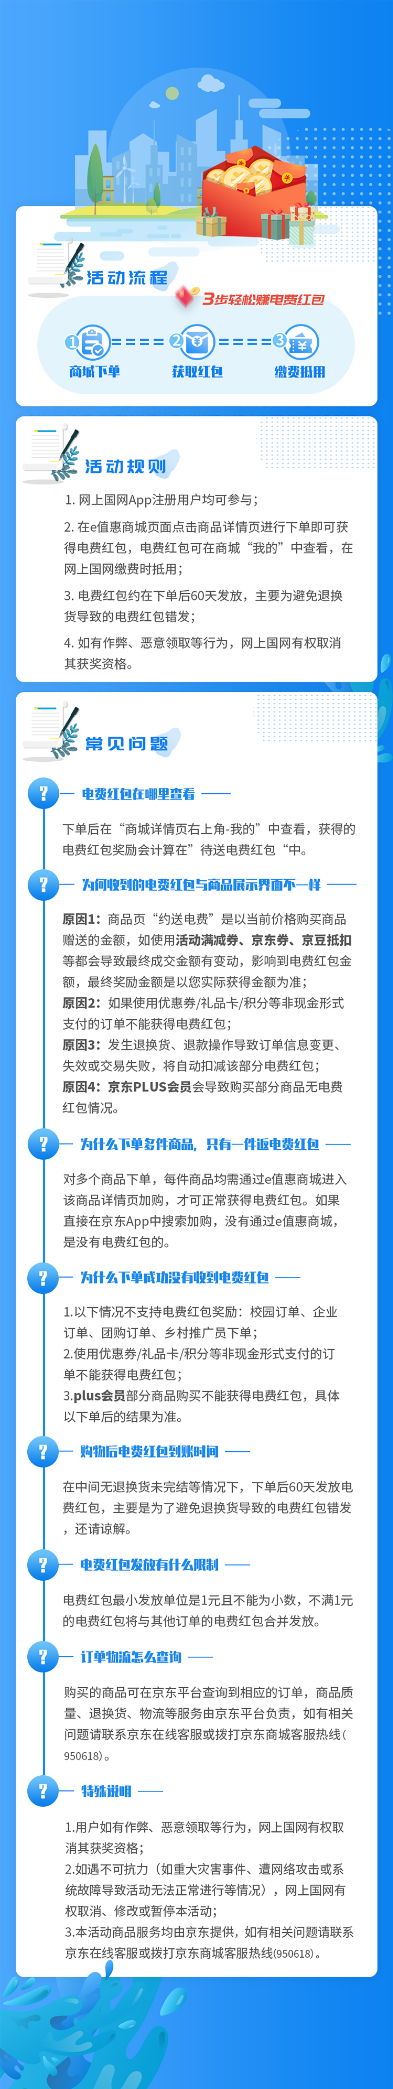 活动流程
3步轻松赚电费红包
1 2 3
商城下单 获取红包 缴费抵用
活动规则
1. 网上国网App注册用户均可参与；
2. 在e值惠商城页面点击商品详情页进行下单即可获
得电费红包，电费红包可在商城“我的”中查看，在
网上国网缴费时抵用；
3. 电费红包约在下单后60天发放，主要为避免退换
货导致的电费红包错发；
4. 如有作弊、恶意领取等行为，网上国网有权取消
其获奖资格。
常见问题
? 电费红包在哪里查看
下单后在“商城详情页右上角-我的”中查看，获得的
电费红包奖励会计算在”待送电费红包“中。
? 为何收到的电费红包与商品展示界面不一样
原因1：商品页“约送电费”是以当前价格购买商品
赠送的金额，如使用活动满减券、京东券、京豆抵扣
等都会导致最终成交金额有变动，影响到电费红包金
额，最终奖励金额是以您实际获得金额为准；
原因2：如果使用优惠券/礼品卡/积分等非现金形式
支付的订单不能获得电费红包；
原因3：发生退换货、退款操作导致订单信息变更、
失效或交易失败，将自动扣减该部分电费红包；
原因4：京东PLUS会员会导致购买部分商品无电费
红包情况。
? 为什么下单多件商品，只有一件返电费红包
对多个商品下单，每件商品均需通过e值惠商城进入
该商品详情页加购，才可正常获得电费红包。如果
直接在京东App中搜索加购，没有通过e值惠商城，
是没有电费红包的。
? 为什么下单成功没有收到电费红包
1.以下情况不支持电费红包奖励：校园订单、企业
订单、团购订单、乡村推广员下单；
2.使用优惠券/礼品卡/积分等非现金形式支付的订
单不能获得电费红包；
3.plus会员部分商品购买不能获得电费红包，具体
以下单后的结果为准。
? 购物后电费红包到账时间
在中间无退换货未完结等情况下，下单后60天发放电
费红包，主要是为了避免退换货导致的电费红包错发
，还请谅解。
? 电费红包发放有什么限制
电费红包最小发放单位是1元且不能为小数，不满1元
的电费红包将与其他订单的电费红包合并发放。
? 订单物流怎么查询
购买的商品可在京东平台查询到相应的订单，商品质
量、退换货、物流等服务由京东平台负责，如有相关
问题请联系京东在线客服或拨打京东商城客服热线（
950618）。
? 特殊说明
1.用户如有作弊、恶意领取等行为，网上国网有权取
消其获奖资格；
2.如遇不可抗力（如重大灾害事件、遭网络攻击或系
统故障导致活动无法正常进行等情况），网上国网有
权取消、修改或暂停本活动；
3.本活动商品服务均由京东提供，如有相关问题请联系
京东在线客服或拨打京东商城客服热线(950618）。